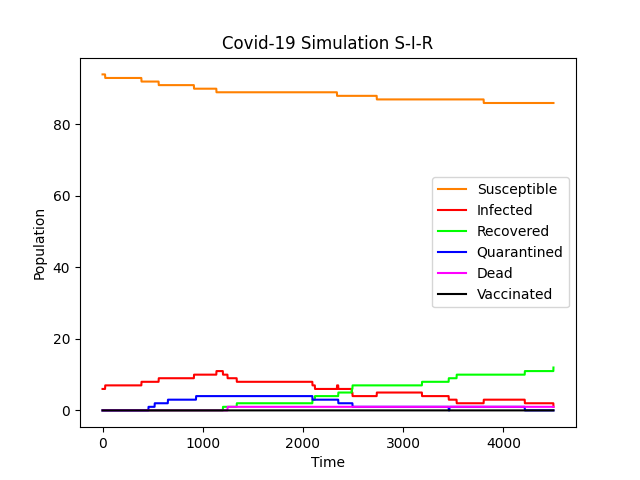 Covid-19 Simulation S-I-R
Population
80
60
40
20
0
Susceptible
Infected
Recovered
Quarantined
Dead
Vaccinated
0 1000 2000 3000 4000
Time